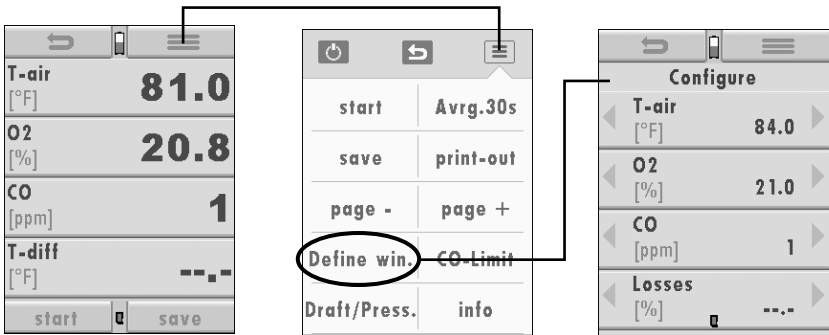 T-air
[°F]
81.0
O2
[%]
20.8
CO
[ppm]
1
T-diff
[°F]
--.-
start save
start Avrg.30s
save print-out
page - page +
Define win. CO-Limit
Draft/Press. info
Configure
T-air
[°F]
84.0
O2
[%]
21.0
CO
[ppm]
1
Losses
[%]
--.-